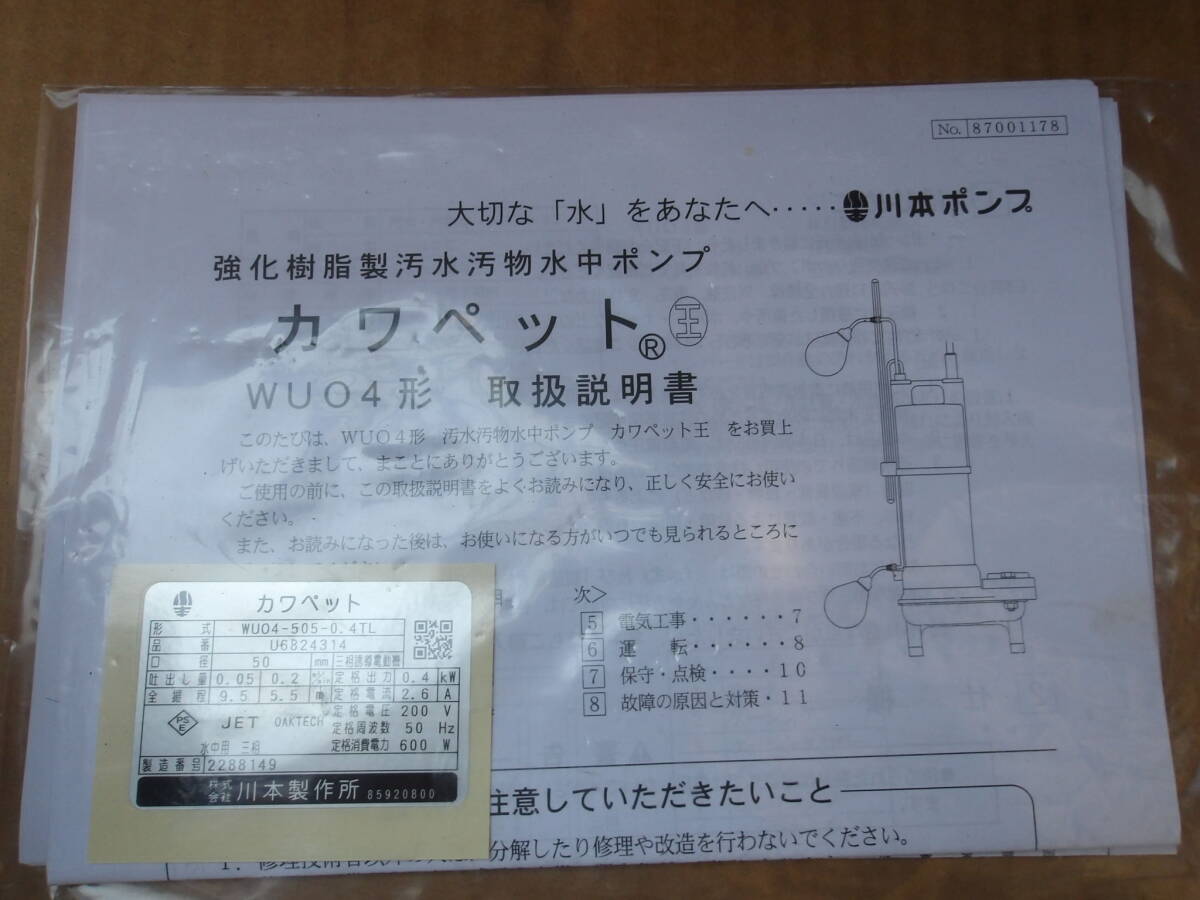 No. 87001178
大切な「水」をあなたへ‥‥‥川本ポンプ
強化樹脂製汚水汚物水中ポンプ
カワペット®王
WUO4形 取扱説明書
このたびは、WUO4形 汚水汚物水中ポンプ カワペット王 をお買上
げいただきまして、まことにありがとうございます。
ご使用の前に、この取扱説明書をよくお読みになり、正しく安全にお使い
ください。
また、お読みになった後は、お使いになる方がいつでも見られるところに
次>
5 電気工事・・・・・・7
6 運 転・・・・・・8
7 保守・点検・・・・10
8 故障の原因と対策・11
注意していただきたいこと
分解したり修理や改造を行わないでください。
カワペット
形式 WUO4-505-0.4TL
品番 U6824314
口径 50 mm 三相誘導電動機
吐出し量 0.05 0.2 定格出力 0.4 kW
全揚程 9.5 5.5 m 定格電流 2.6 A
定格電圧 200 V
PSE JET OAKTECH 定格周波数 50 Hz
水中用 三相 定格消費電力 600 W
製造番号 2288149
株式会社 川本製作所 85920800